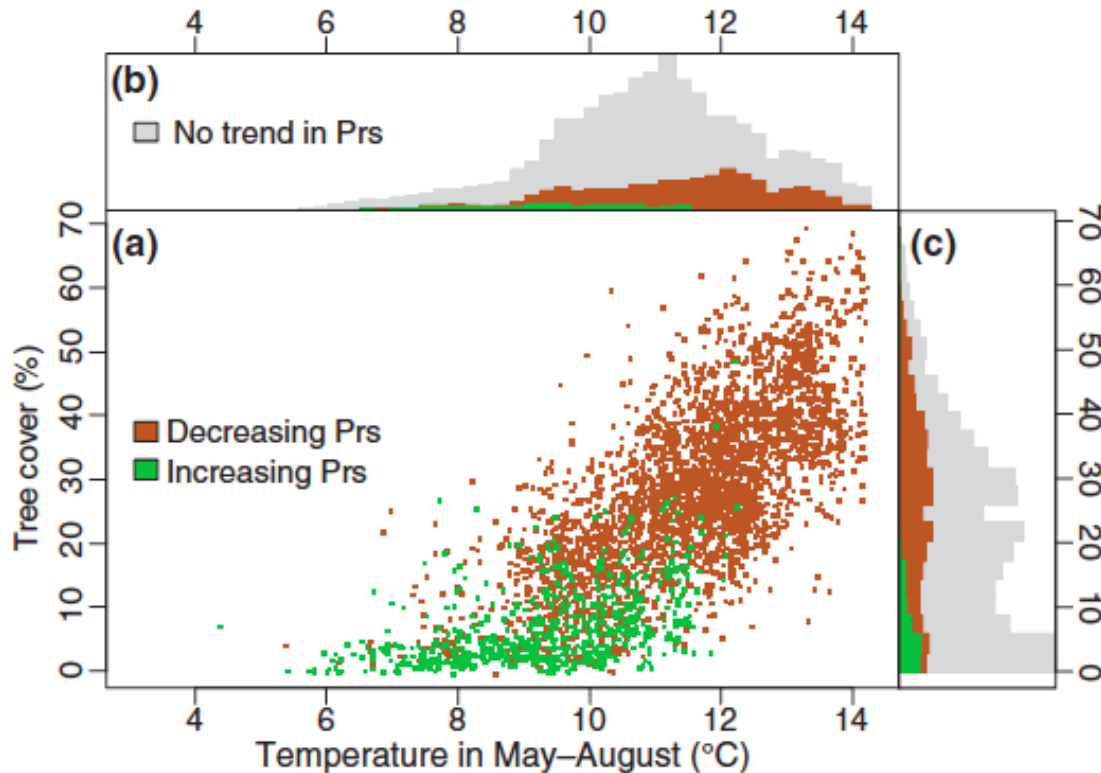 4 6 8 10 12 14
(b)
No trend in Prs
70 (a) (c) 70
60 60
50 50
40 Decreasing Prs 40
30 Increasing Prs 30
20 20
10 10
0 0
Tree cover (%)
4 6 8 10 12 14
Temperature in May–August (°C)